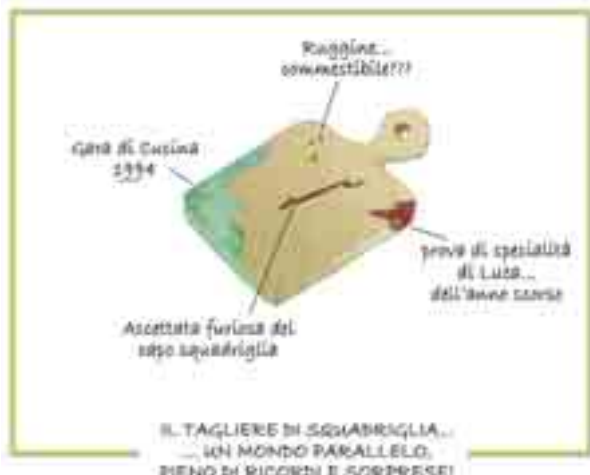 Ruggine...
commestibile???
Gara di Cucina
1994
prova di specialità
di Luca...
dell'anno scorso
Accettata furiosa del
capo squadriglia
IL TAGLIERE DI SQUADRIGLIA...
... UN MONDO PARALLELO,
PIENO DI RICORDI E SORPRESE!